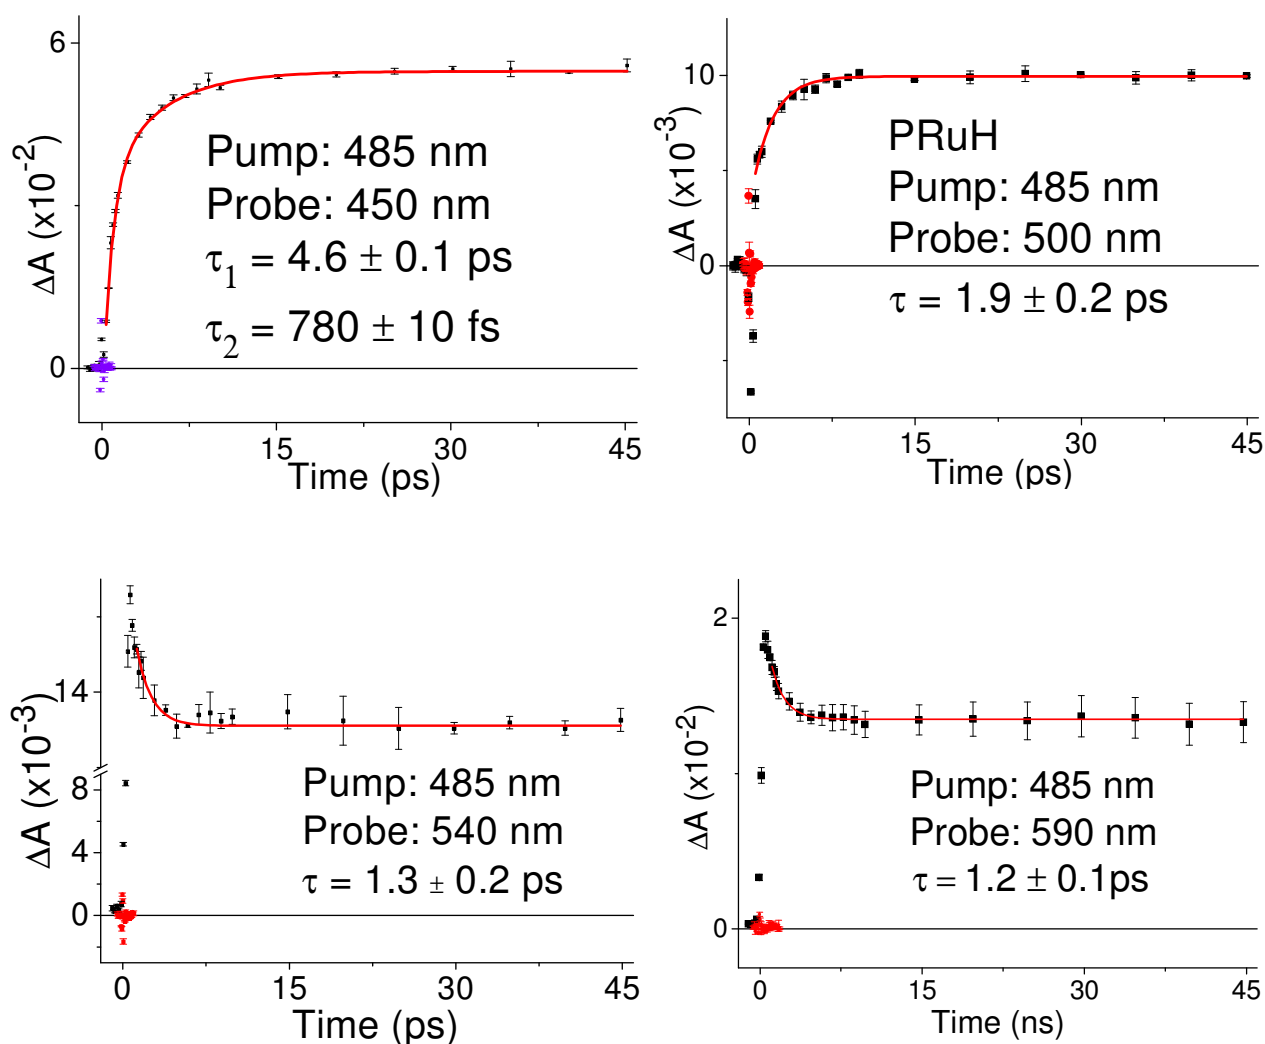 6
0
ΔA (x10⁻²)
Pump: 485 nm
Probe: 450 nm
τ₁ = 4.6 ± 0.1 ps
τ₂ = 780 ± 10 fs
0 15 30 45
Time (ps)
10
0
ΔA (x10⁻³)
PRuH
Pump: 485 nm
Probe: 500 nm
τ = 1.9 ± 0.2 ps
0 15 30 45
Time (ps)
14
8
4
0
ΔA (x10⁻³)
Pump: 485 nm
Probe: 540 nm
τ = 1.3 ± 0.2 ps
0 15 30 45
Time (ps)
2
0
ΔA (x10⁻²)
Pump: 485 nm
Probe: 590 nm
τ = 1.2 ± 0.1ps
0 15 30 45
Time (ns)